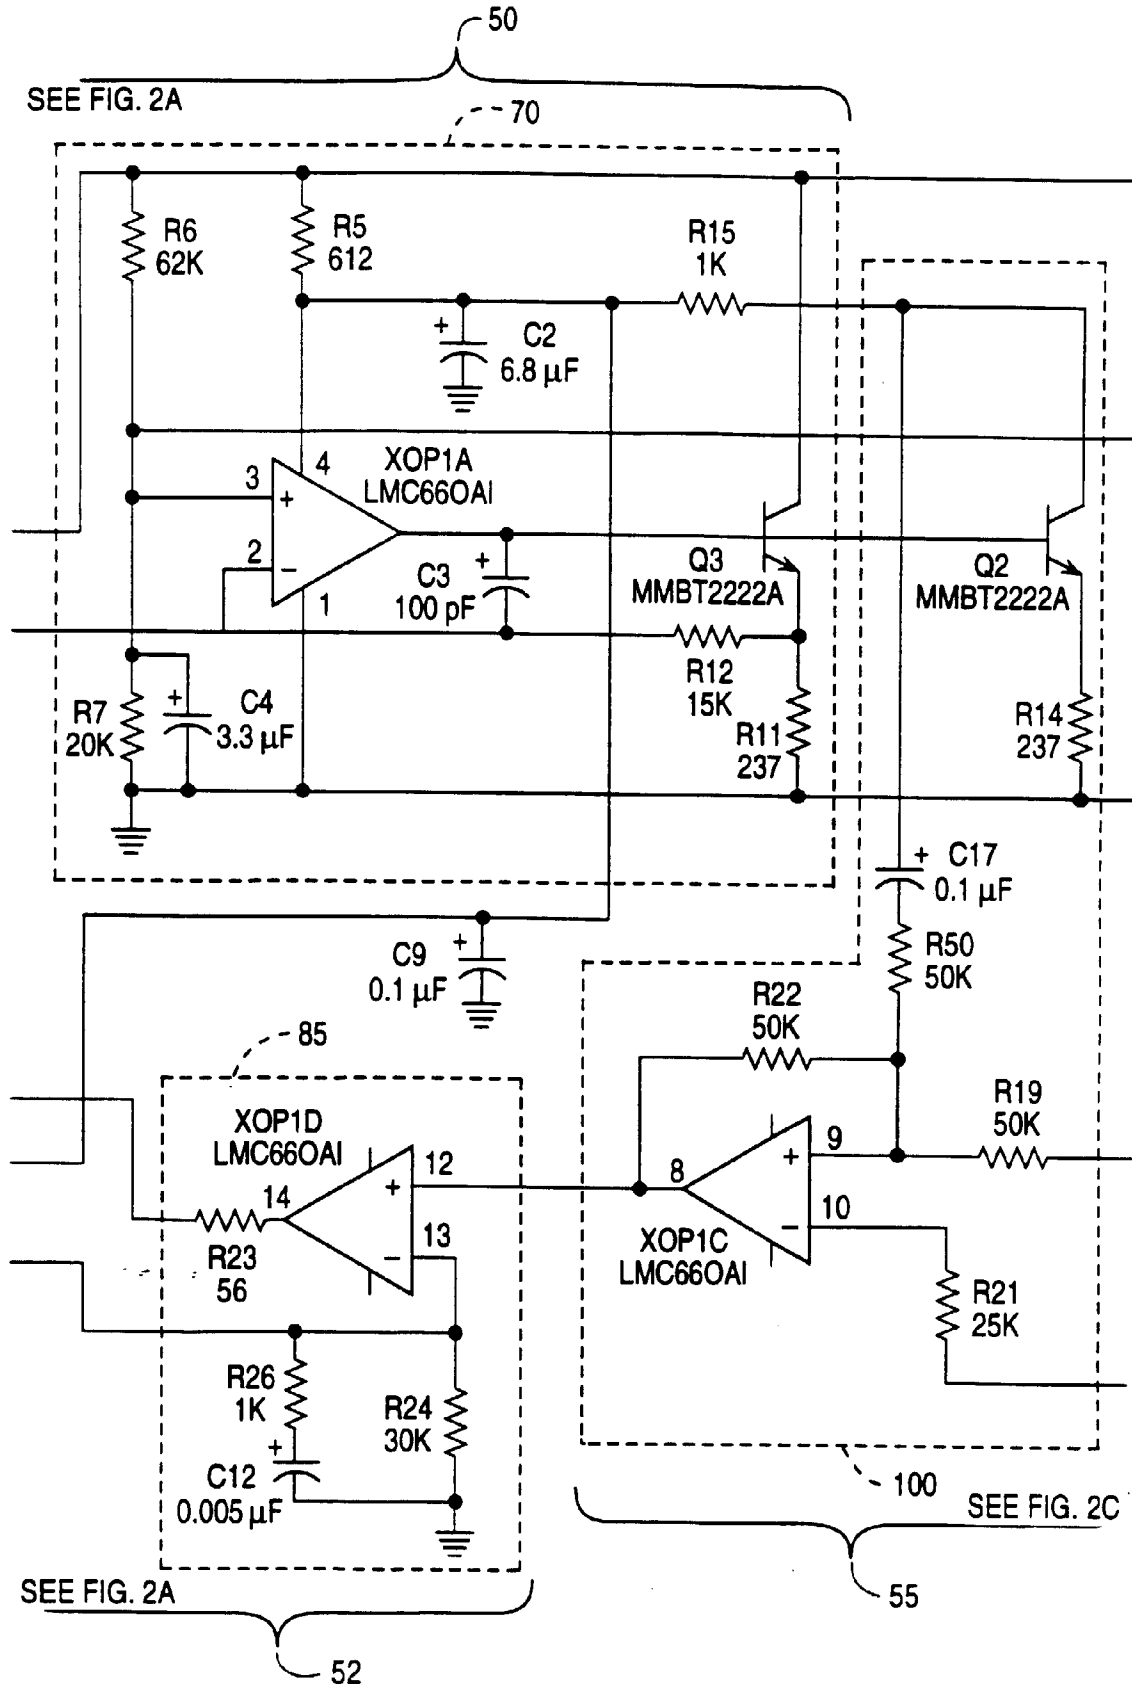 50
SEE FIG. 2A
70
R6
62K
R5
612
R15
1K
+
C2
6.8 µF
XOP1A
LMC66OAI
3
4
+
2
−
1
+
C3
100 pF
Q3
MMBT2222A
Q2
MMBT2222A
R12
15K
R7
20K
+
C4
3.3 µF
R11
237
R14
237
+
C17
0.1 µF
+
C9
0.1 µF
R50
50K
R22
50K
85
XOP1D
LMC66OAI
R19
50K
12
+
14
13
−
R23
56
8
+
9
10
−
XOP1C
LMC66OAI
R21
25K
R26
1K
R24
30K
+
C12
0.005 µF
100
SEE FIG. 2C
55
SEE FIG. 2A
52